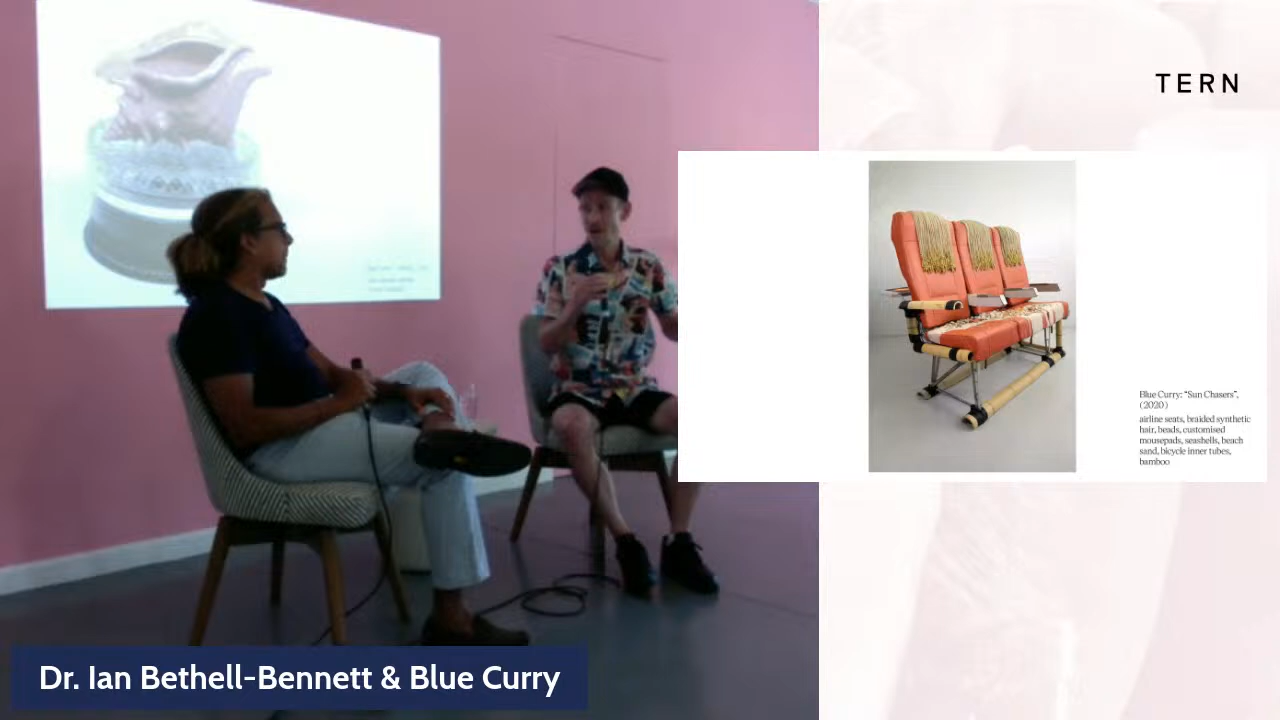 TERN
Blue Curry: “Sun Chasers”,
(2020)
airline seats, braided synthetic
hair, beads, customised
mousepads, seashells, beach
sand, bicycle inner tubes,
bamboo
Dr. Ian Bethell-Bennett & Blue Curry